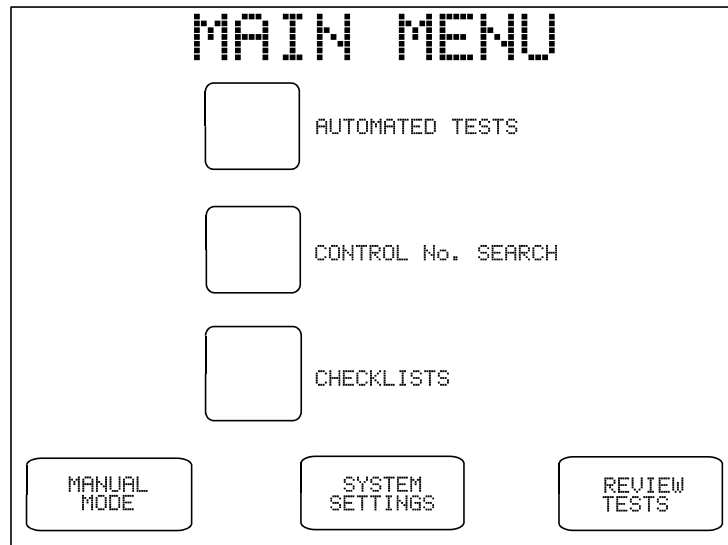 MAIN MENU
AUTOMATED TESTS
CONTROL No. SEARCH
CHECKLISTS
MANUAL
MODE
SYSTEM
SETTINGS
REVIEW
TESTS